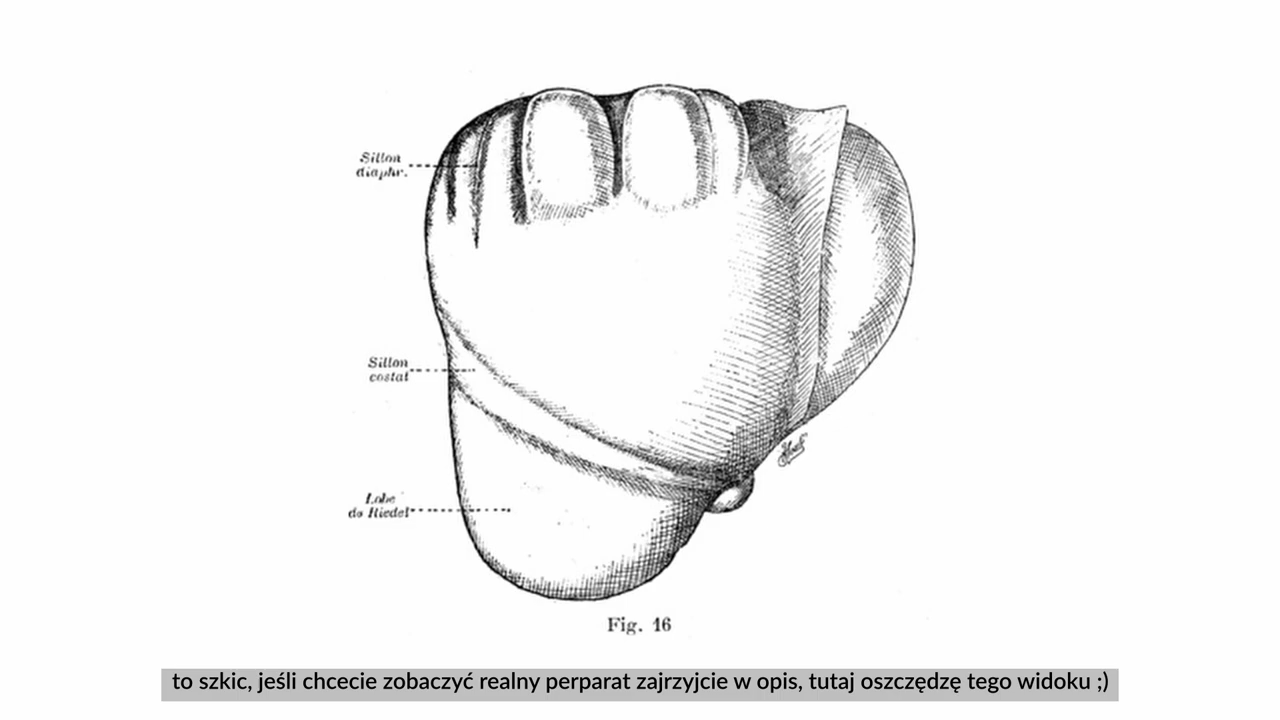 Sillon
diaphr.
Sillon
costal
Lobe
de Riedel
Fig. 16
to szkic, jeśli chcecie zobaczyć realny perparat zajrzyjcie w opis, tutaj oszczędzę tego widoku ;)